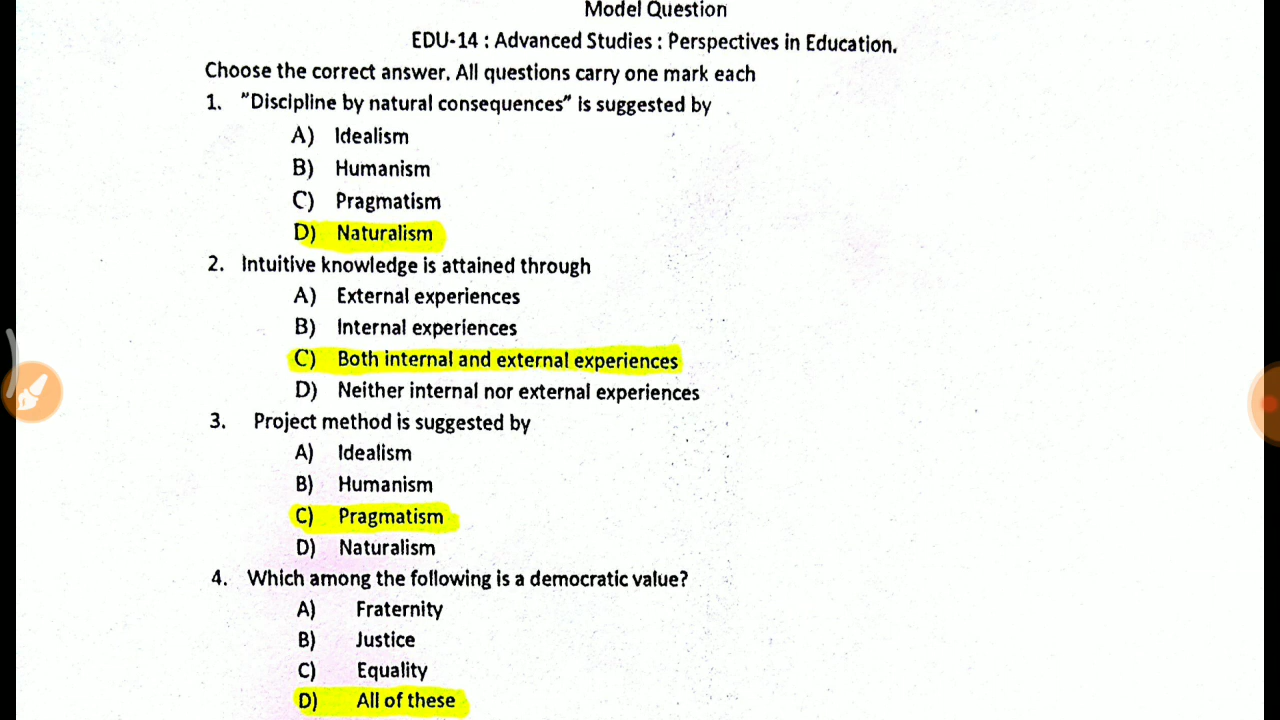 Model Question
EDU-14 : Advanced Studies : Perspectives in Education.
Choose the correct answer. All questions carry one mark each
1. "Discipline by natural consequences" is suggested by
A) Idealism
B) Humanism
C) Pragmatism
D) Naturalism
2. Intuitive knowledge is attained through
A) External experiences
B) Internal experiences
C) Both internal and external experiences
D) Neither internal nor external experiences
3. Project method is suggested by
A) Idealism
B) Humanism
C) Pragmatism
D) Naturalism
4. Which among the following is a democratic value?
A) Fraternity
B) Justice
C) Equality
D) All of these